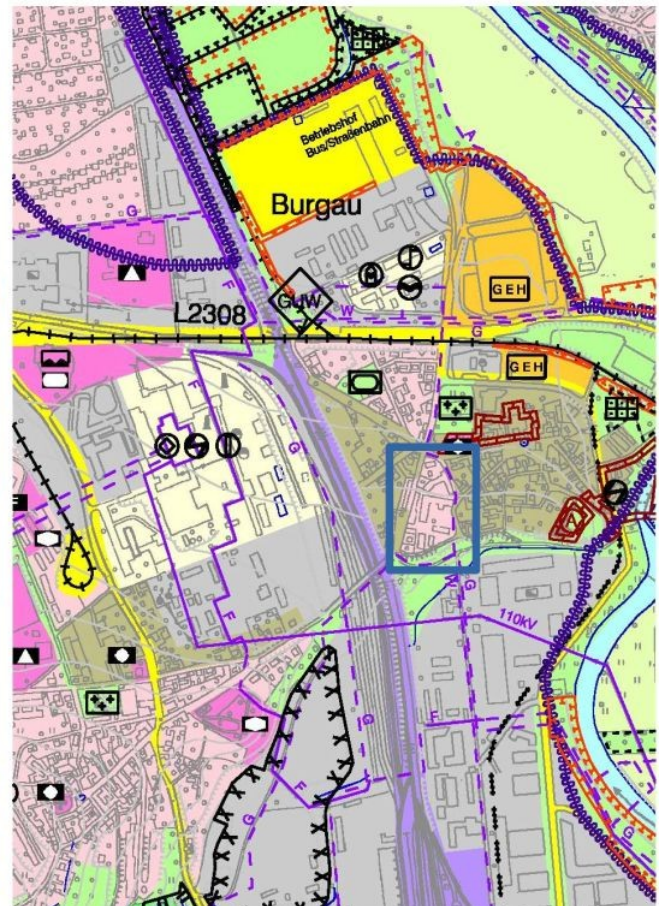 Betriebshof
Bus/Straßenbahn
Burgau
G
A
GEH
GUW
L2308
F
W
G
GEH
F
G
F
F
110kV
G
F
G
F
G
G